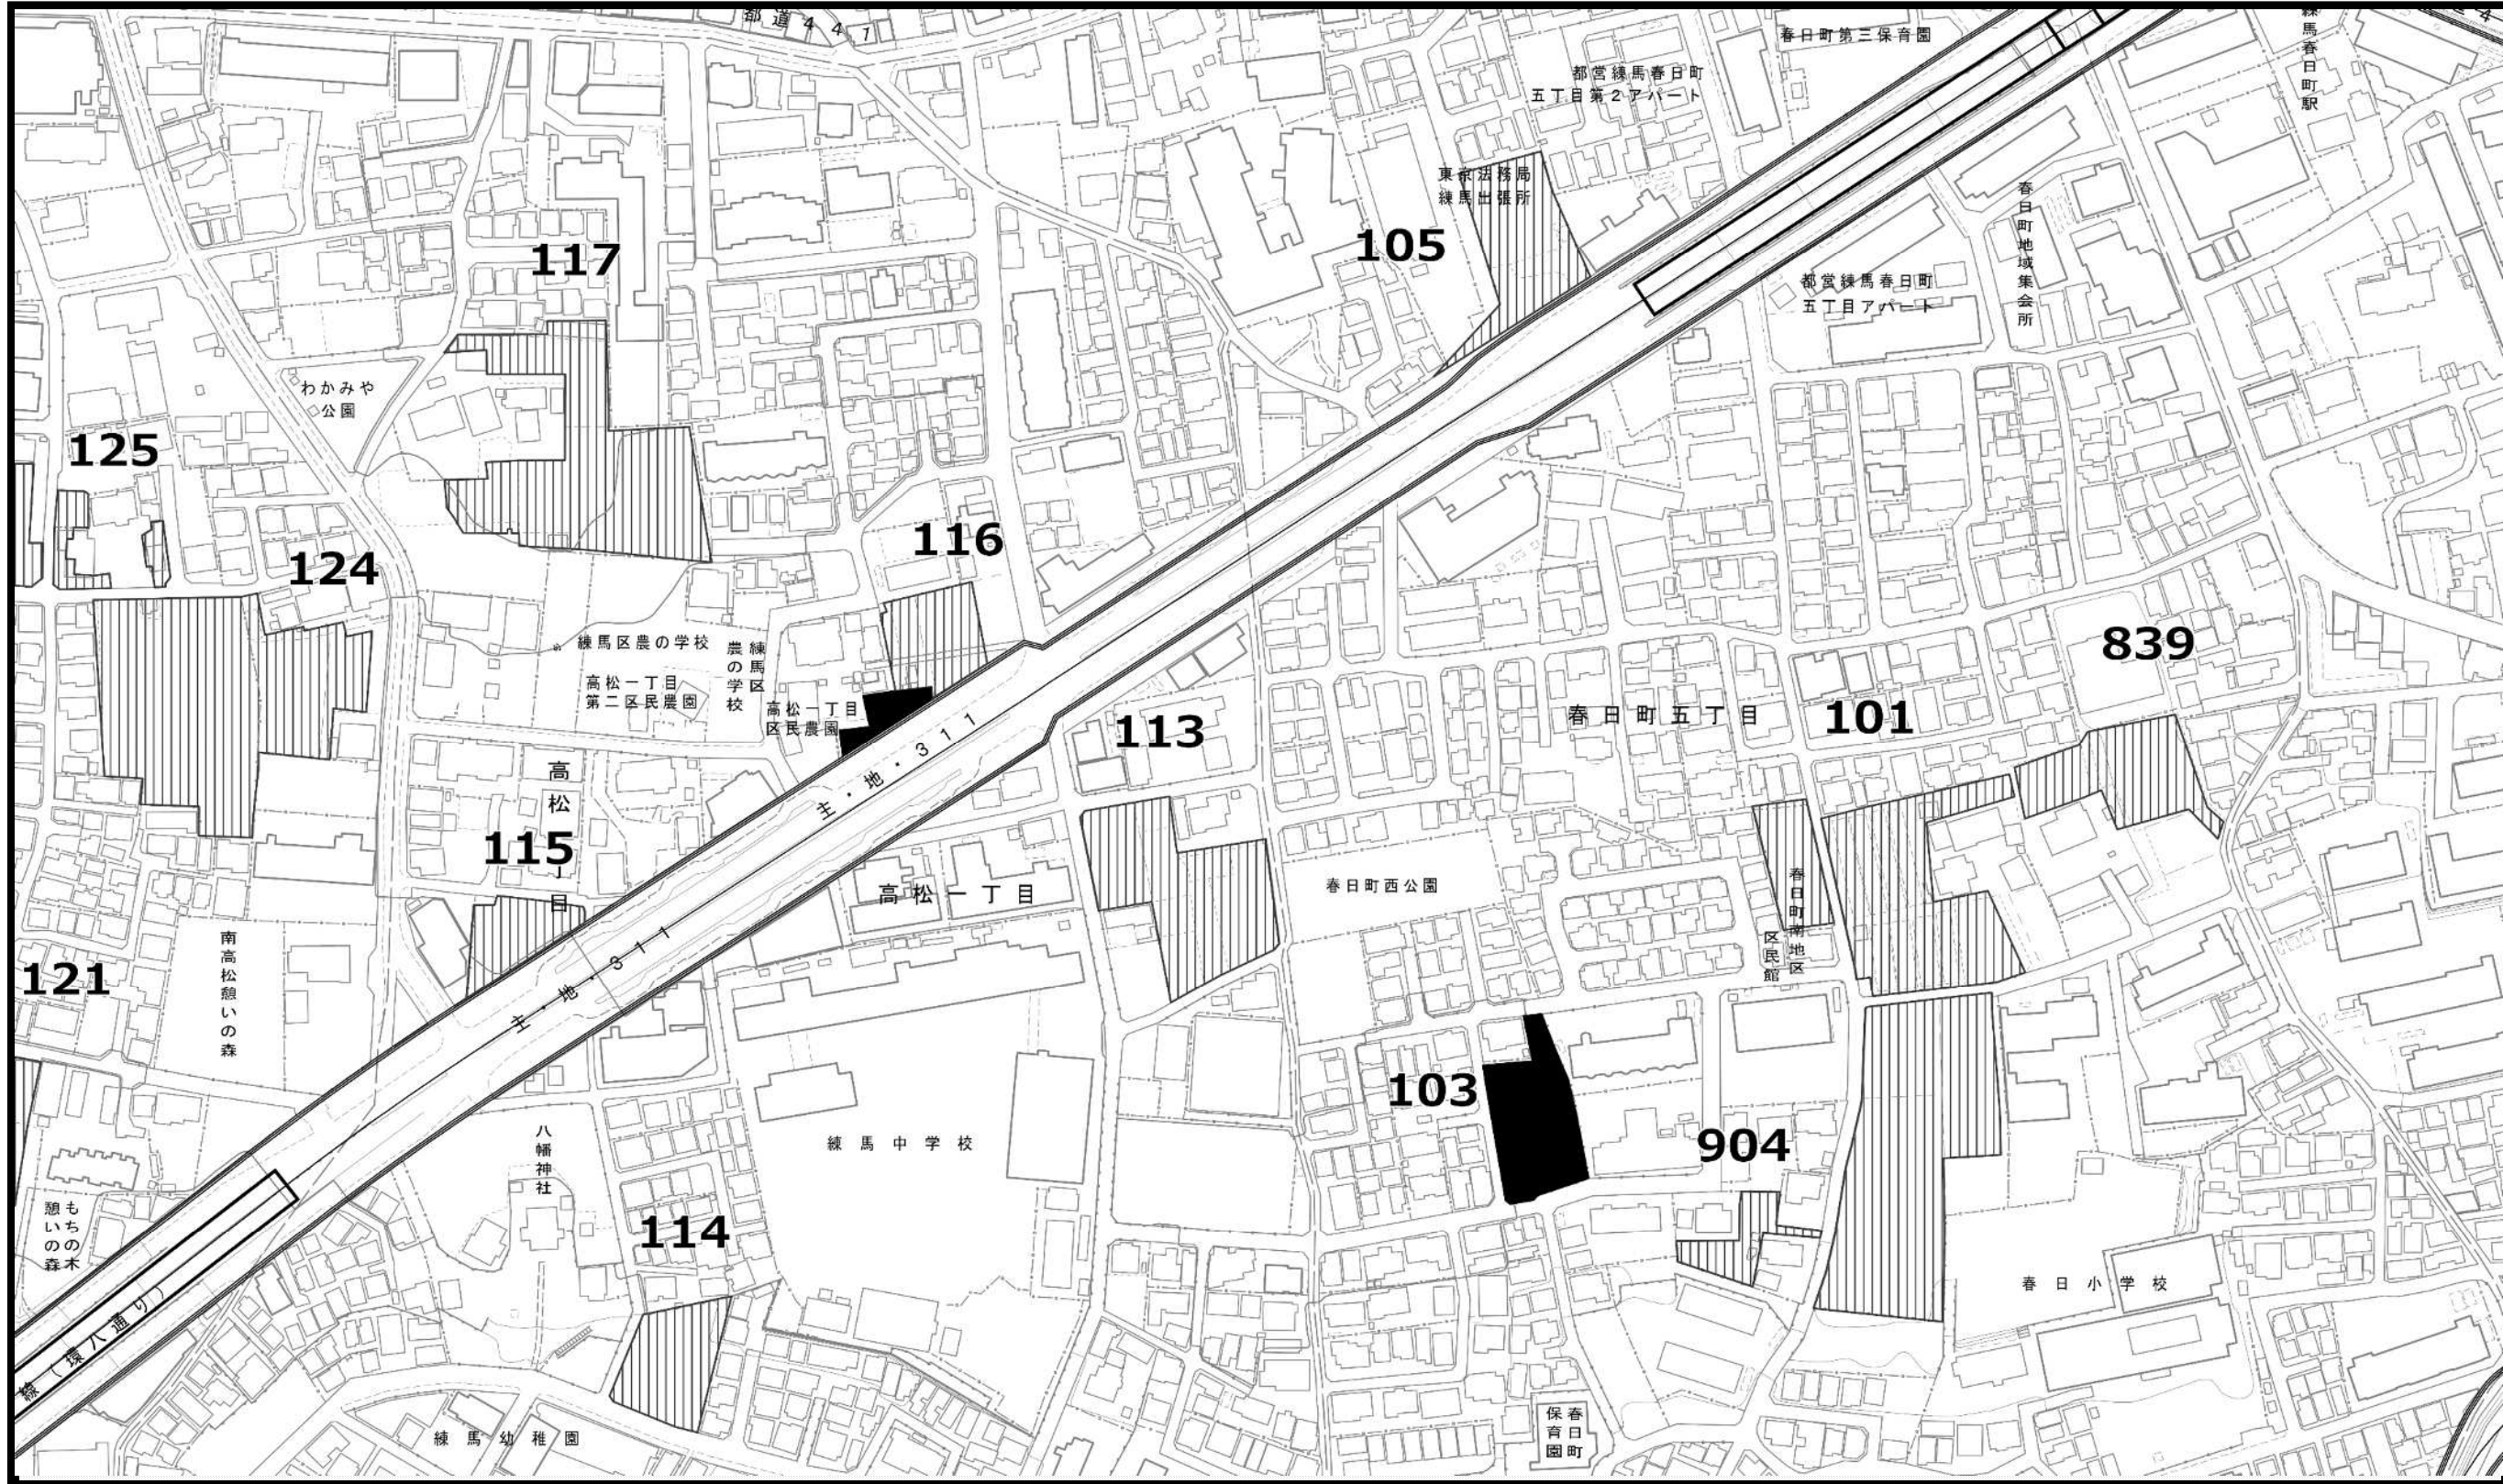 都道441
春日町第三保育園
練馬春日町駅
都営練馬春日町
五丁目第2アパート
東京法務局
練馬出張所
105
117
春日町地域集会所
都営練馬春日町
五丁目アパート
わかみや
公園
125
124
116
練馬区農の学校
練馬区
農の学校
高松一丁目
第二区民農園
高松一丁目
区民農園
839
113
春日町五丁目
101
主・地・311
高松
115
丁目
高松一丁目
春日町西公園
春日町南地区
区民館
南高松憩いの森
121
主・地・311
103
904
練馬中学校
八幡神社
114
もちの木
憩いの森
春日小学校
線(環八通り)
練馬幼稚園
春日町
保育園